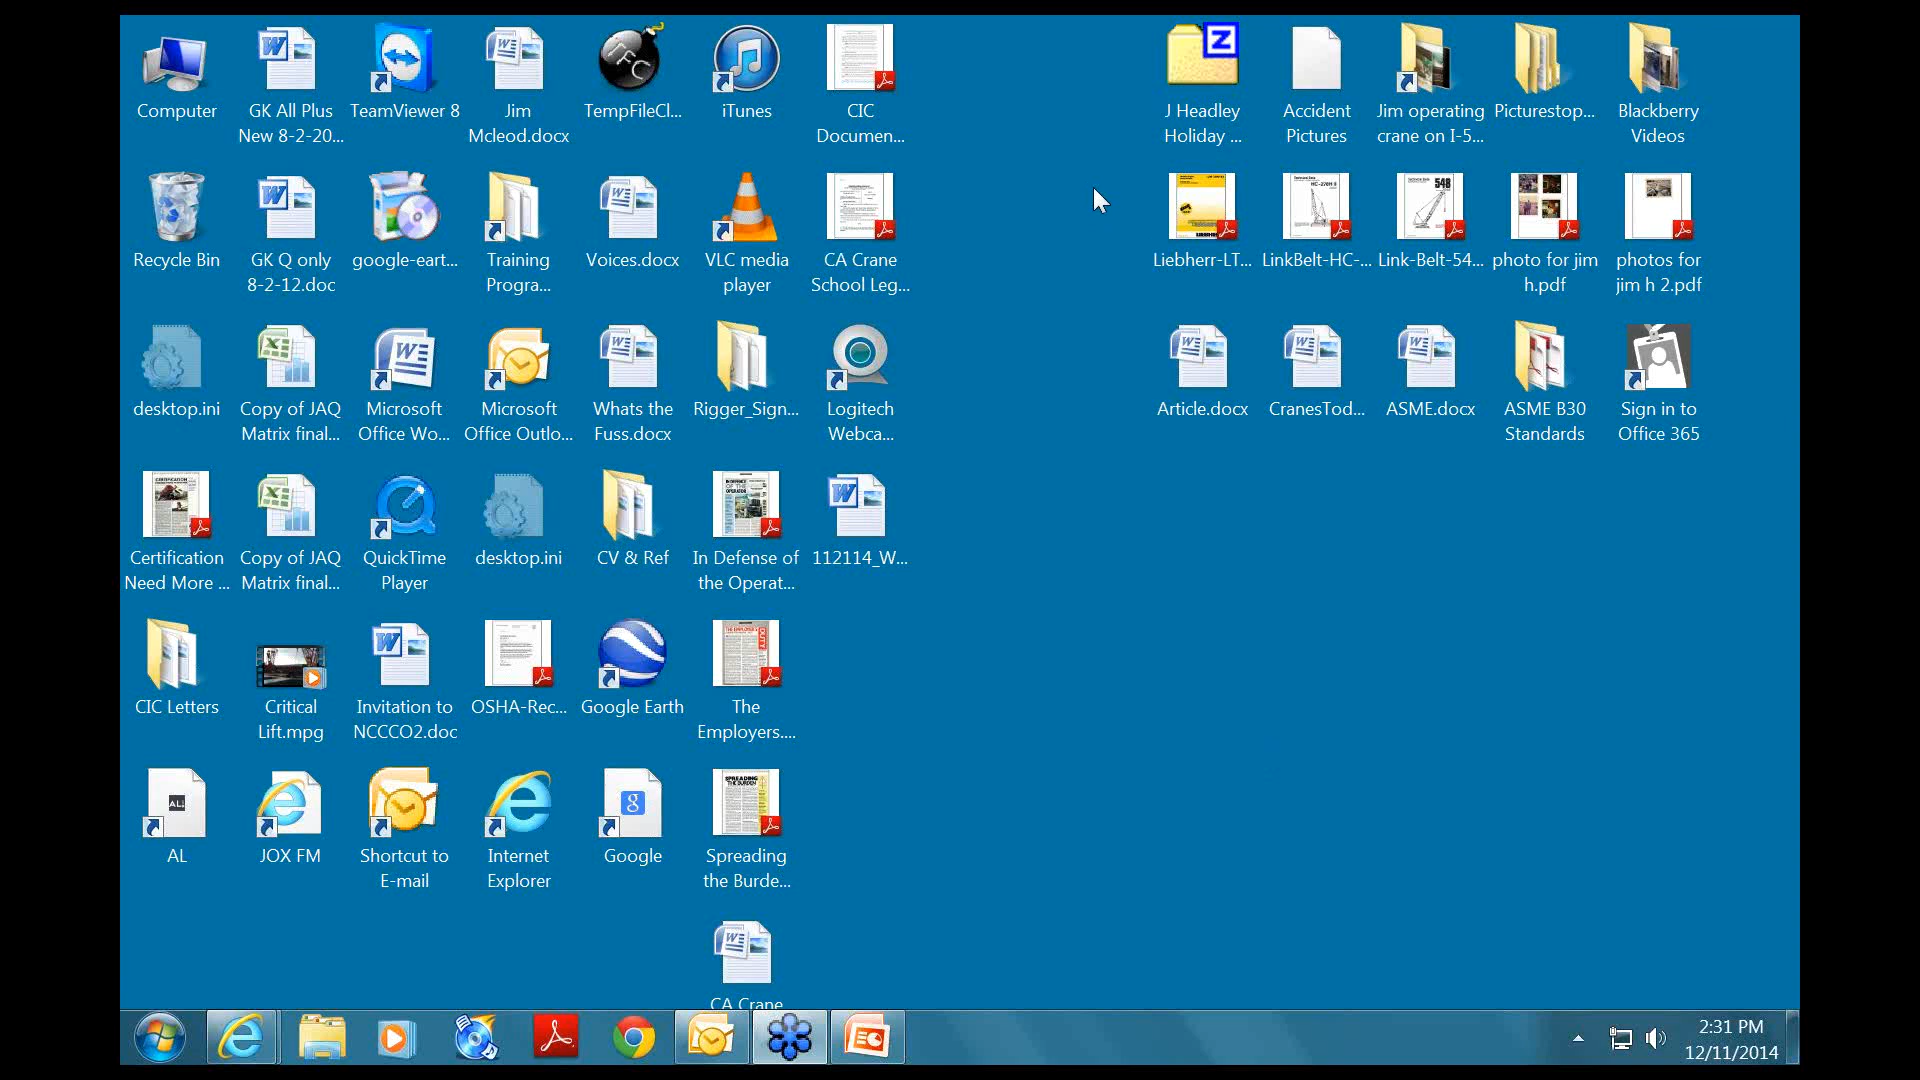 Computer
GK All Plus
New 8-2-20...
TeamViewer 8
Jim
Mcleod.docx
TempFileCl...
iTunes
CIC
Documen...
J Headley
Holiday ...
Accident
Pictures
Jim operating
crane on I-5...
Picturestop...
Blackberry
Videos
Recycle Bin
GK Q only
8-2-12.doc
google-eart...
Training
Progra...
Voices.docx
VLC media
player
CA Crane
School Leg...
Liebherr-LT...
LinkBelt-HC-...
Link-Belt-54...
photo for jim
h.pdf
photos for
jim h 2.pdf
desktop.ini
Copy of JAQ
Matrix final...
Microsoft
Office Wo...
Microsoft
Office Outlo...
Whats the
Fuss.docx
Rigger_Sign...
Logitech
Webca...
Article.docx
CranesTod...
ASME.docx
ASME B30
Standards
Sign in to
Office 365
Certification
Need More ...
Copy of JAQ
Matrix final...
QuickTime
Player
desktop.ini
CV & Ref
In Defense of
the Operat...
112114_W...
CIC Letters
Critical
Lift.mpg
Invitation to
NCCCO2.doc
OSHA-Rec...
Google Earth
The
Employers....
AL
JOX FM
Shortcut to
E-mail
Internet
Explorer
Google
Spreading
the Burde...
CA Crane
2:31 PM
12/11/2014